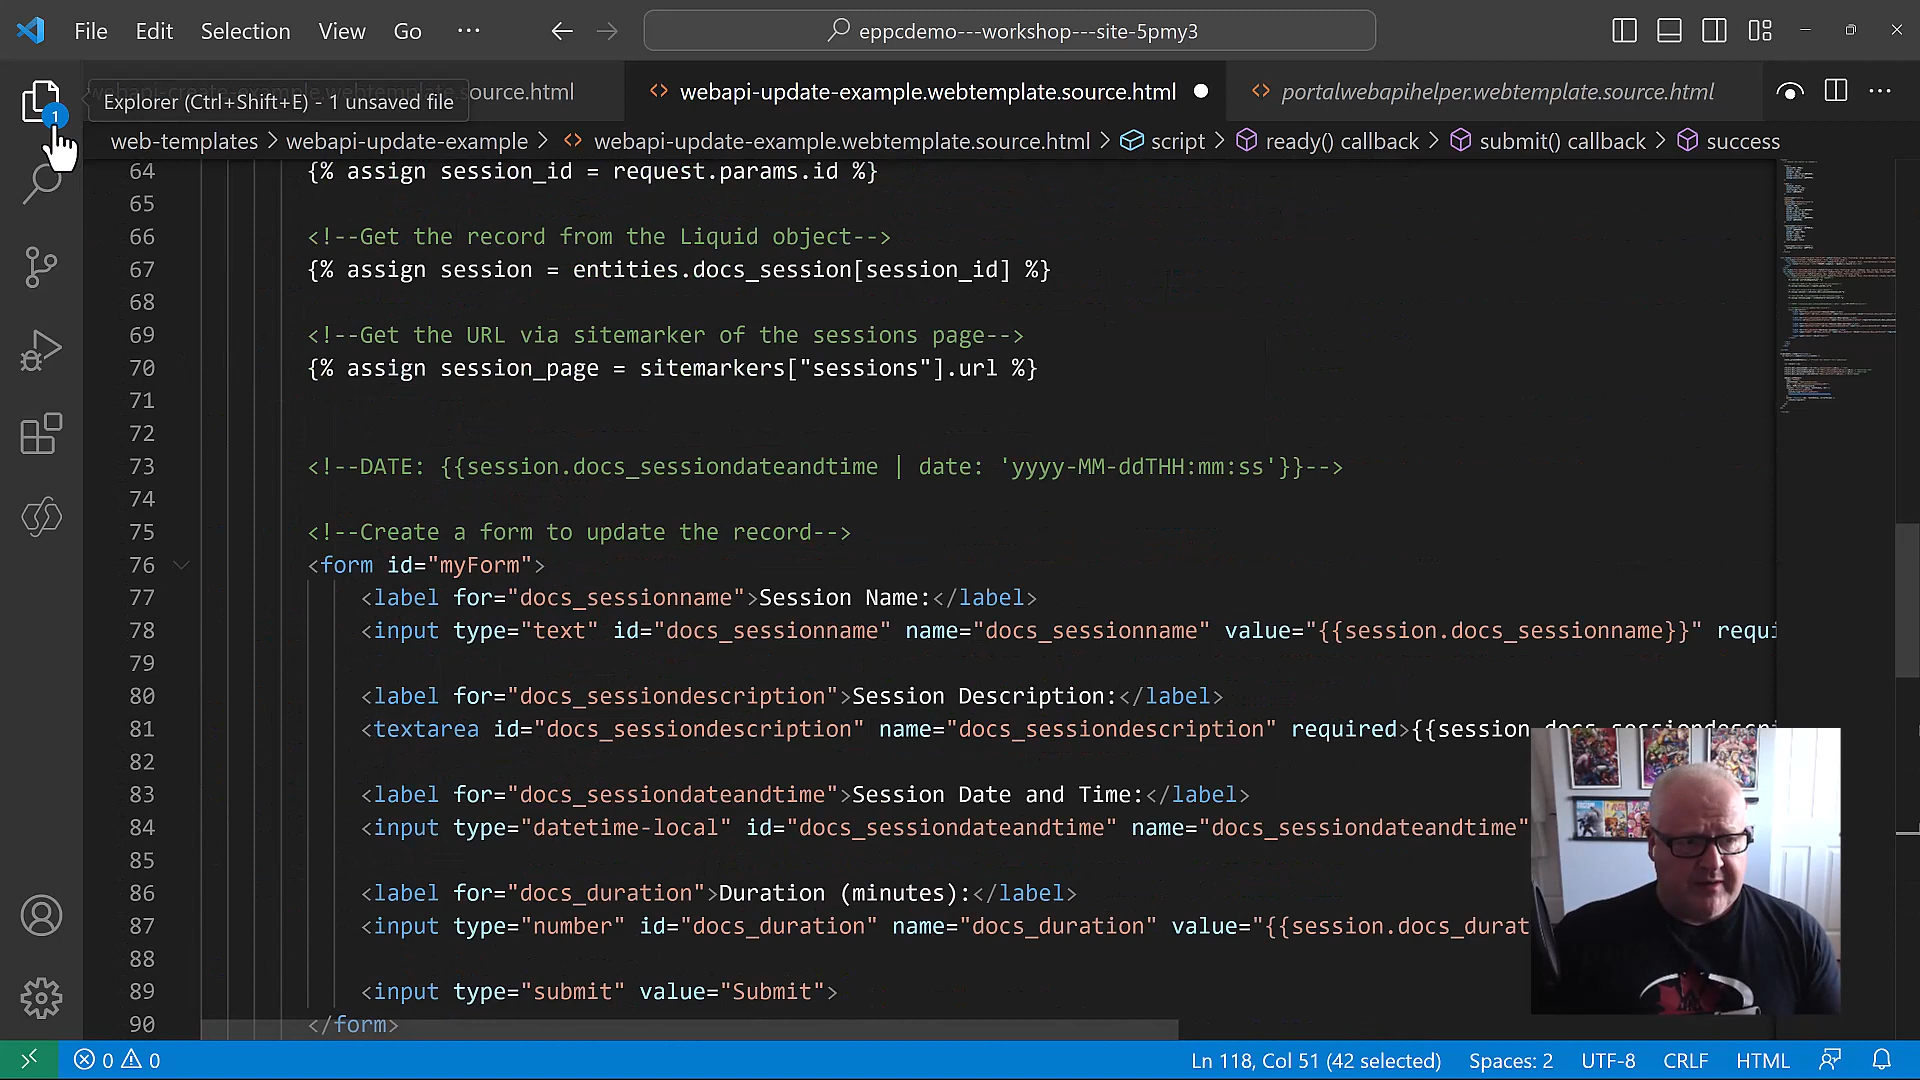 File Edit Selection View Go ··· eppcdemo---workshop---site-5pmy3
Explorer (Ctrl+Shift+E) - 1 unsaved file
ource.html
webapi-update-example.webtemplate.source.html
portalwebapihelper.webtemplate.source.html
1
web-templates > webapi-update-example > webapi-update-example.webtemplate.source.html > script > ready() callback > submit() callback > success
64 {% assign session_id = request.params.id %}
65
66 <!--Get the record from the Liquid object-->
67 {% assign session = entities.docs_session[session_id] %}
68
69 <!--Get the URL via sitemarker of the sessions page-->
70 {% assign session_page = sitemarkers["sessions"].url %}
71
72
73 <!--DATE: {{session.docs_sessiondateandtime | date: 'yyyy-MM-ddTHH:mm:ss'}}-->
74
75 <!--Create a form to update the record-->
76 <form id="myForm">
77 <label for="docs_sessionname">Session Name:</label>
78 <input type="text" id="docs_sessionname" name="docs_sessionname" value="{{session.docs_sessionname}}" requi
79
80 <label for="docs_sessiondescription">Session Description:</label>
81 <textarea id="docs_sessiondescription" name="docs_sessiondescription" required>{{session
82
83 <label for="docs_sessiondateandtime">Session Date and Time:</label>
84 <input type="datetime-local" id="docs_sessiondateandtime" name="docs_sessiondateandtime"
85
86 <label for="docs_duration">Duration (minutes):</label>
87 <input type="number" id="docs_duration" name="docs_duration" value="{{session.docs_durat
88
89 <input type="submit" value="Submit">
90 </form>
0 0 Ln 118, Col 51 (42 selected) Spaces: 2 UTF-8 CRLF HTML